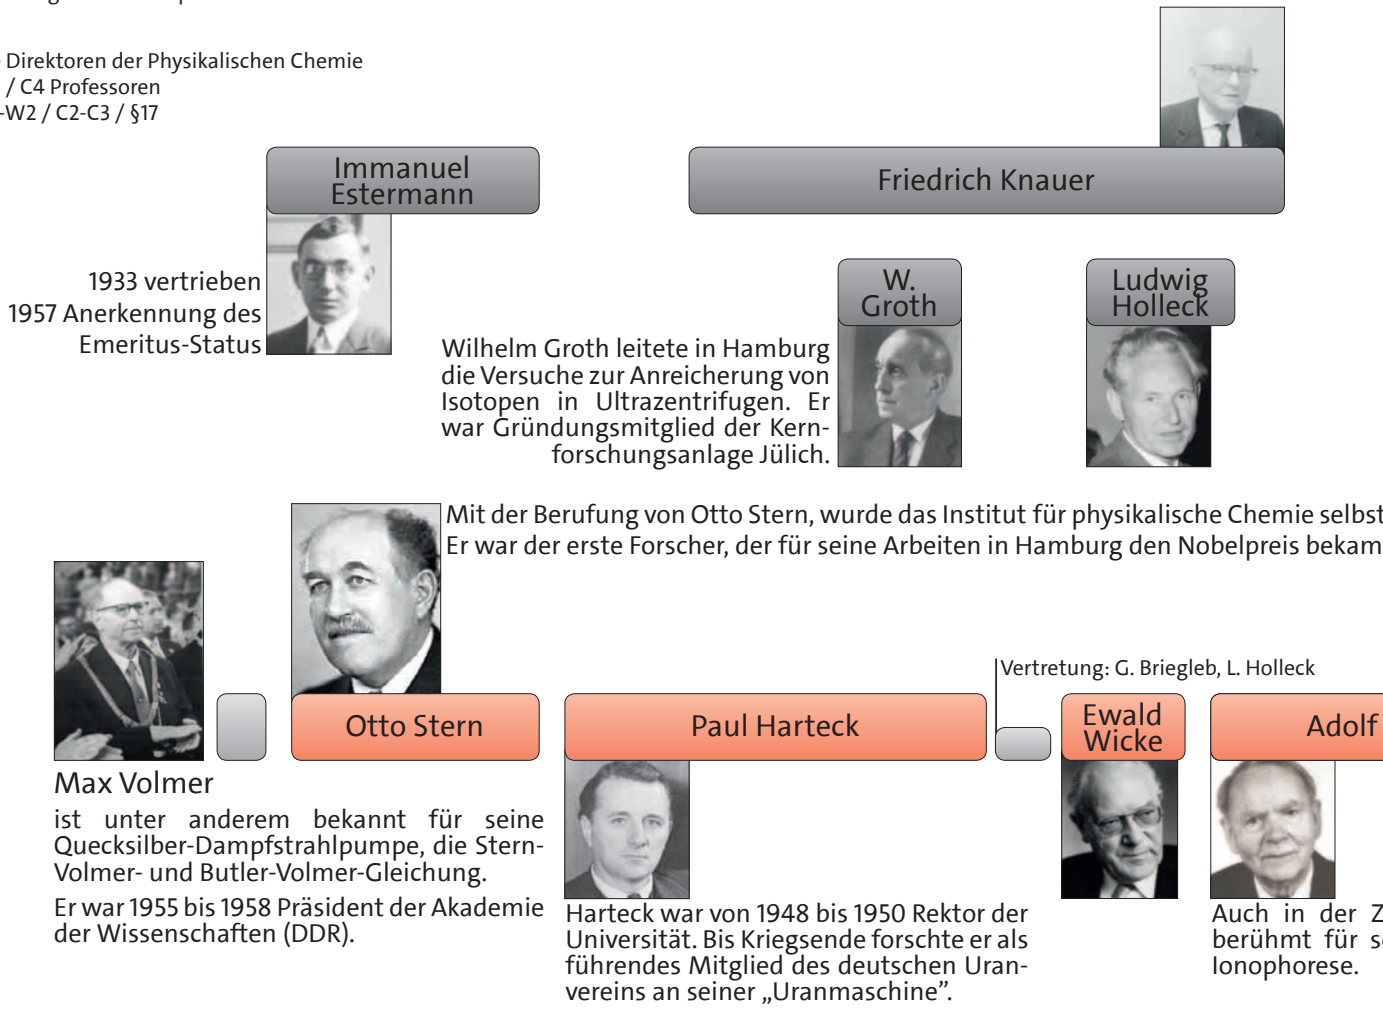 Direktoren der Physikalischen Chemie
/ C4 Professoren
-W2 / C2-C3 / §17
Immanuel
Estermann
Friedrich Knauer
1933 vertrieben
1957 Anerkennung des
Emeritus-Status
W.
Groth
Ludwig
Holleck
Wilhelm Groth leitete in Hamburg
die Versuche zur Anreicherung von
Isotopen in Ultrazentrifugen. Er
war Gründungsmitglied der Kern-
forschungsanlage Jülich.
Mit der Berufung von Otto Stern, wurde das Institut für physikalische Chemie selbst
Er war der erste Forscher, der für seine Arbeiten in Hamburg den Nobelpreis bekam
Vertretung: G. Briegleb, L. Holleck
Otto Stern
Paul Harteck
Ewald
Wicke
Adolf
Max Volmer
ist unter anderem bekannt für seine
Quecksilber-Dampfstrahlpumpe, die Stern-
Volmer- und Butler-Volmer-Gleichung.
Er war 1955 bis 1958 Präsident der Akademie
der Wissenschaften (DDR).
Harteck war von 1948 bis 1950 Rektor der
Universität. Bis Kriegsende forschte er als
führendes Mitglied des deutschen Uran-
vereins an seiner „Uranmaschine”.
Auch in der Z
berühmt für s
Ionophorese.